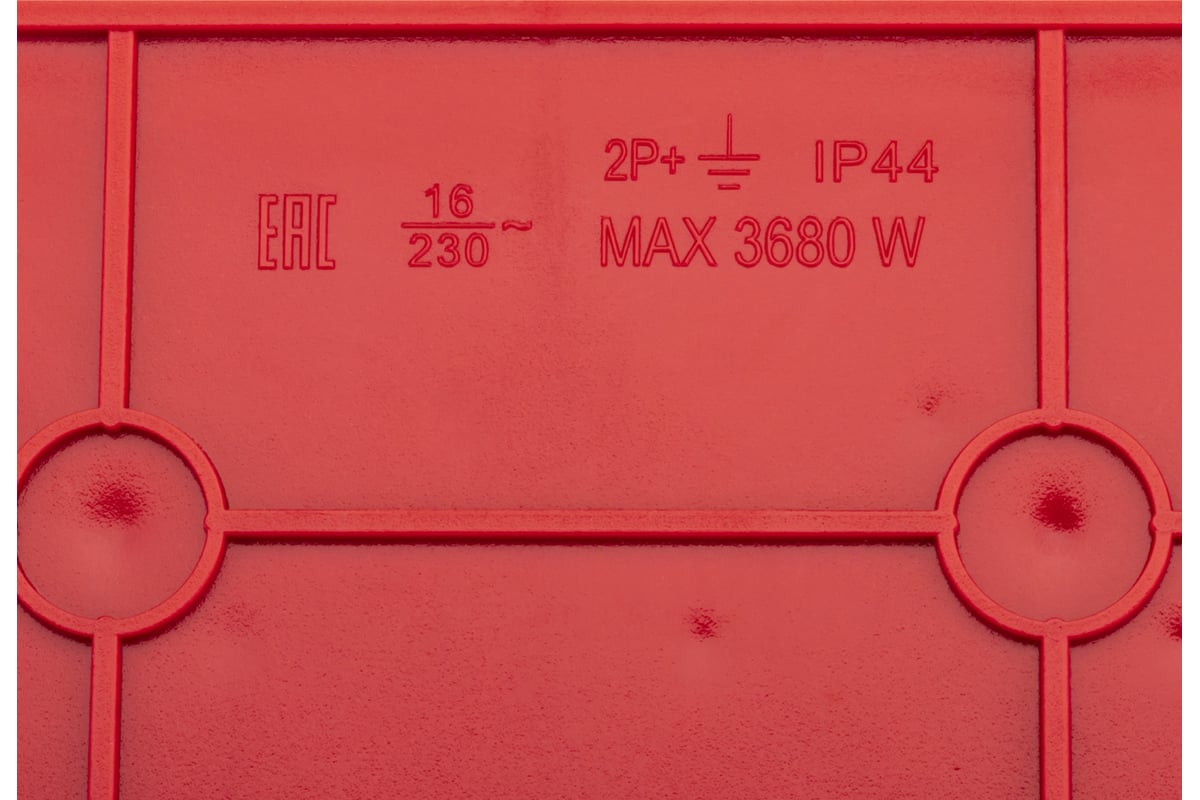 2P+⏚ IP44
EAC 16/230~ MAX 3680 W